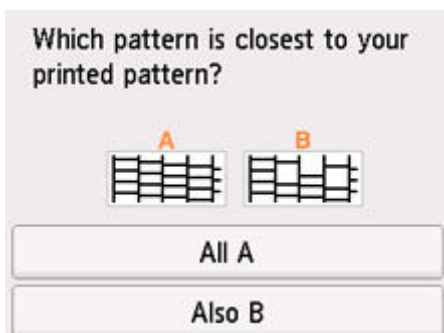 Which pattern is closest to your
printed pattern?
A B
All A
Also B